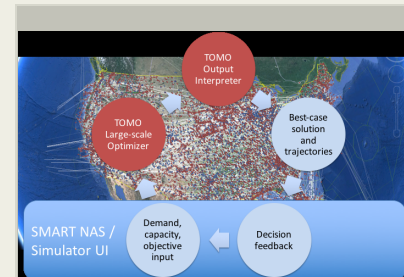 TOMO
Output
Interpreter
TOMO
Large-scale
Optimizer
Best-case
solution
and
trajectories
SMART NAS /
Simulator UI
Demand,
capacity,
objective
input
Decision
feedback